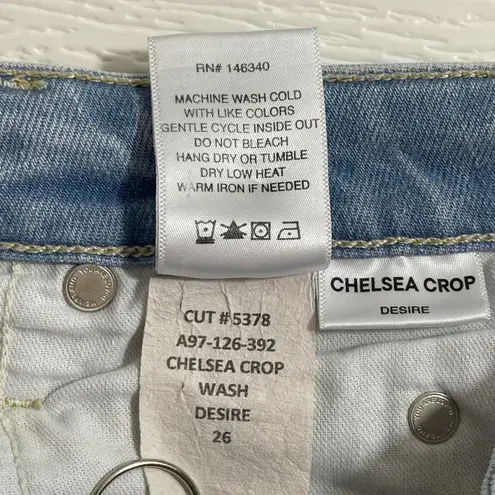 RN# 146340
MACHINE WASH COLD
WITH LIKE COLORS
GENTLE CYCLE INSIDE OUT
DO NOT BLEACH
HANG DRY OR TUMBLE
DRY LOW HEAT
WARM IRON IF NEEDED
CHELSEA CROP
DESIRE
CUT # 5378
A97-126-392
CHELSEA CROP
WASH
DESIRE
26